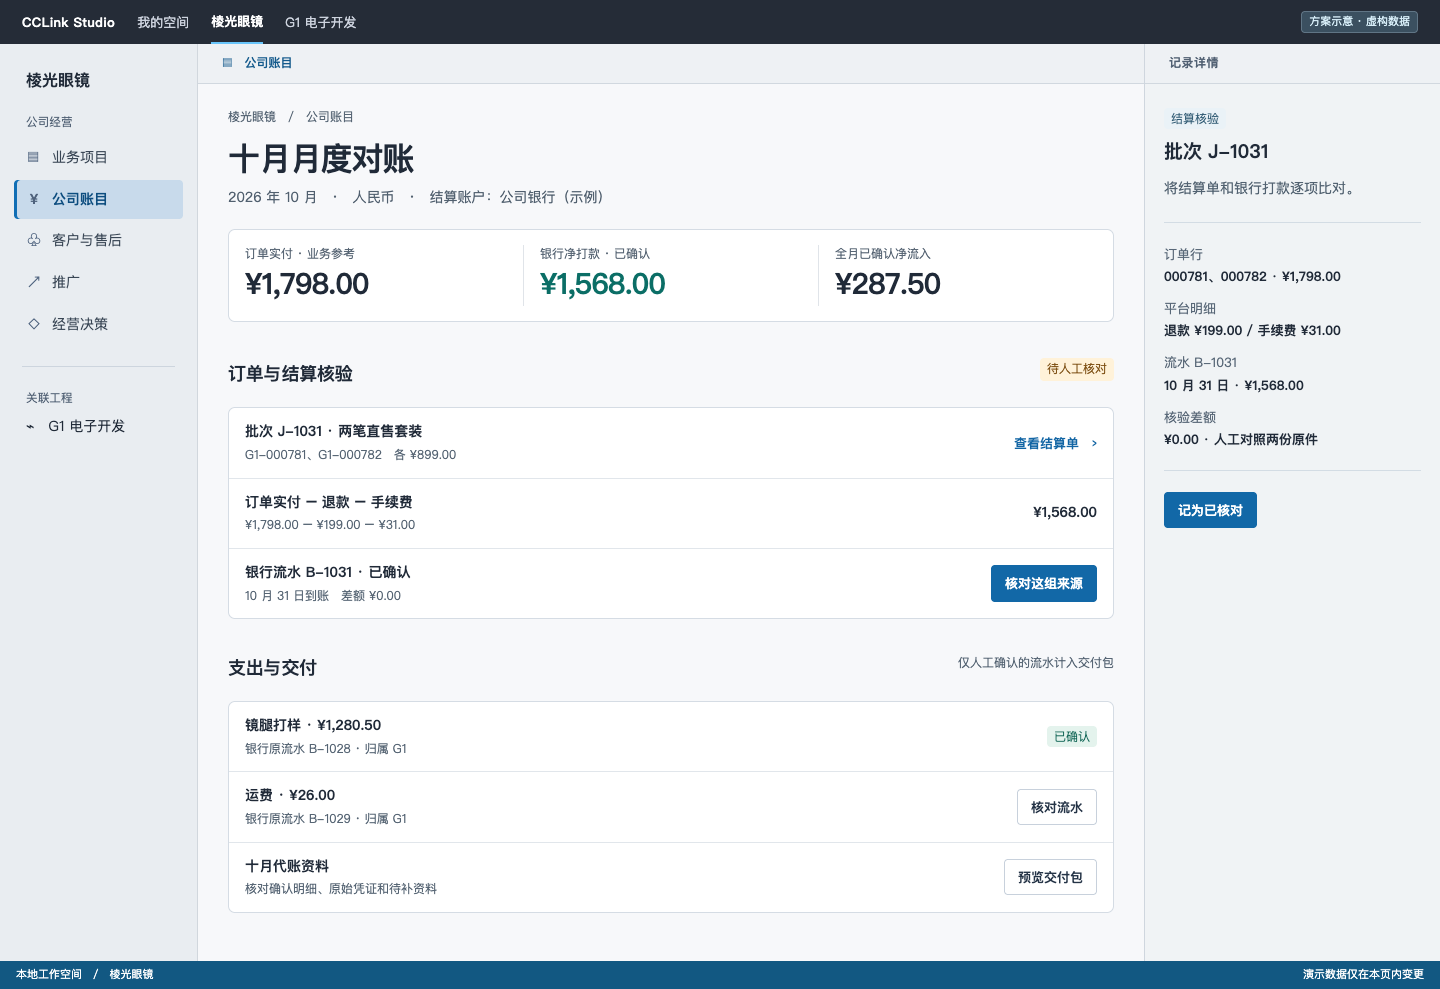 CCLink Studio 我的空间 棱光眼镜 G1 电子开发 方案示意 · 虚构数据
棱光眼镜
公司经营
业务项目
¥ 公司账目
客户与售后
推广
经营决策
关联工程
G1 电子开发
公司账目
棱光眼镜 / 公司账目
十月月度对账
2026 年 10 月 · 人民币 · 结算账户：公司银行（示例）
订单实付 · 业务参考
¥1,798.00
银行净打款 · 已确认
¥1,568.00
全月已确认净流入
¥287.50
订单与结算核验
待人工核对
批次 J–1031 · 两笔直售套装
G1–000781、G1–000782 各 ¥899.00
查看结算单 ›
订单实付 — 退款 — 手续费
¥1,798.00 — ¥199.00 — ¥31.00
¥1,568.00
银行流水 B–1031 · 已确认
10 月 31 日到账 差额 ¥0.00
核对这组来源
支出与交付
仅人工确认的流水计入交付包
镜腿打样 · ¥1,280.50
银行原流水 B–1028 · 归属 G1
已确认
运费 · ¥26.00
银行原流水 B–1029 · 归属 G1
核对流水
十月代账资料
核对确认明细、原始凭证和待补资料
预览交付包
记录详情
结算核验
批次 J–1031
将结算单和银行打款逐项比对。
订单行
000781、000782 · ¥1,798.00
平台明细
退款 ¥199.00 / 手续费 ¥31.00
流水 B–1031
10 月 31 日 · ¥1,568.00
核验差额
¥0.00 · 人工对照两份原件
记为已核对
本地工作空间 / 棱光眼镜
演示数据仅在本页内变更